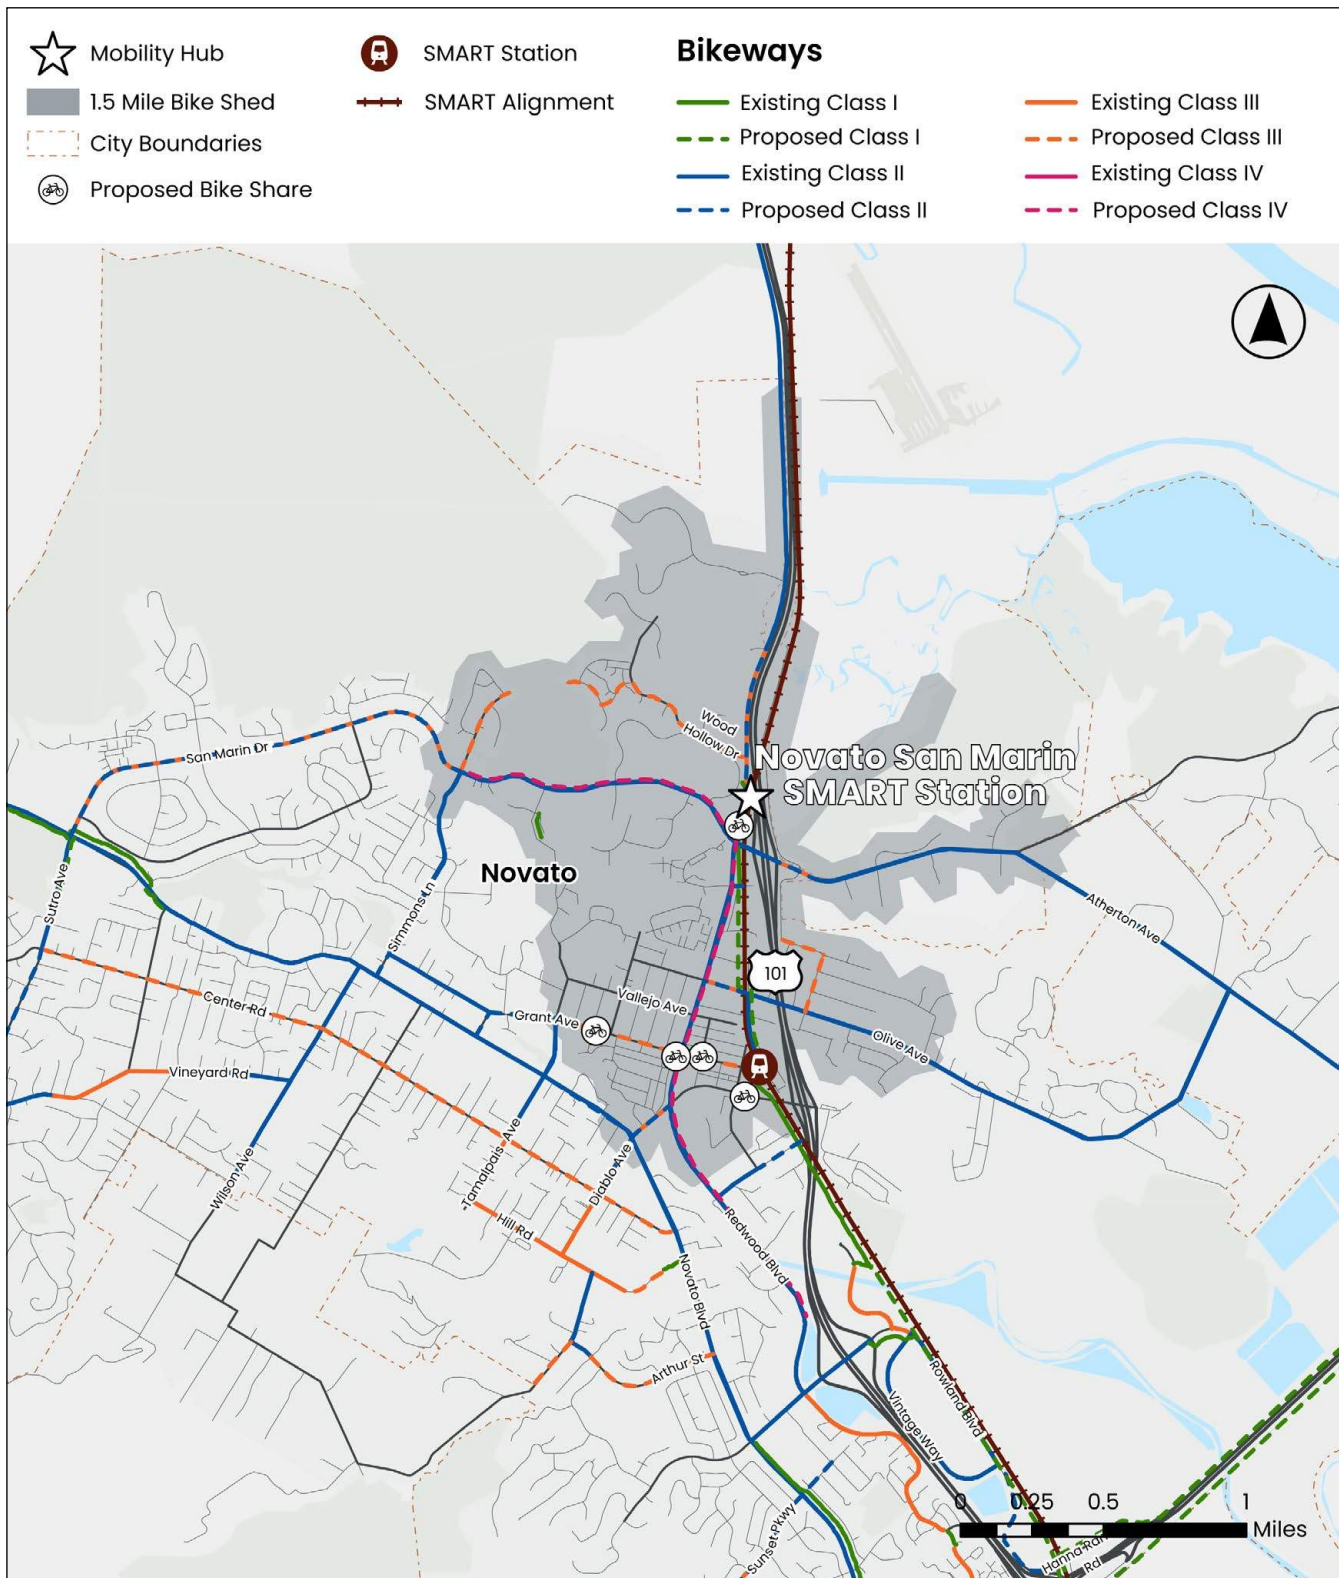 Mobility Hub
1.5 Mile Bike Shed
City Boundaries
Proposed Bike Share
SMART Station
SMART Alignment
Bikeways
Existing Class I
Proposed Class I
Existing Class II
Proposed Class II
Existing Class III
Proposed Class III
Existing Class IV
Proposed Class IV
San Marin Dr
Wood
Hollow Dr
Novato San Marin
SMART Station
Novato
Sutro Ave
Simmons Ln
Atherton Ave
101
Center Rd
Vallejo Ave
Grant Ave
Olive Ave
Vineyard Rd
Wilson Ave
Tamalpais Ave
Diablo Ave
Hill Rd
Redwood Blvd
Novato Blvd
Arthur St
Rowland Blvd
Vintage Way
Sunset Pkwy
0 0.25 0.5 1
Miles
Hanna Ran
Rd